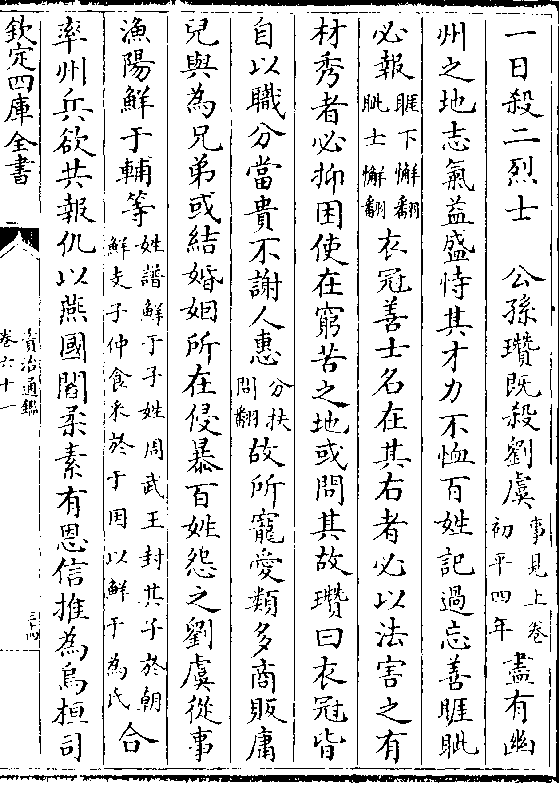 一日殺二烈士　公孫瓚既殺劉虞事見上卷初平四年盡有幽
州之地志氣益盛恃其才力不恤百姓記過忘善睚眦
必報睚下懈翻眦士懈翻衣冠善士名在其右者必以法害之有
材秀者必抑困使在窮苦之地或問其故瓚曰衣冠皆
自以職分當貴不謝人惠分扶問翻故所寵愛類多商販庸
兒與為兄弟或結婚姻所在侵暴百姓怨之劉虞從事
漁陽鮮于輔等姓譜鮮于子姓周武王封其子於朝鮮支子仲食采於于因以鮮于為氏合
率州兵欲共報仇以燕國閻柔素有恩信推為烏桓司
欽定四庫全書
資治通鑑
卷六十一